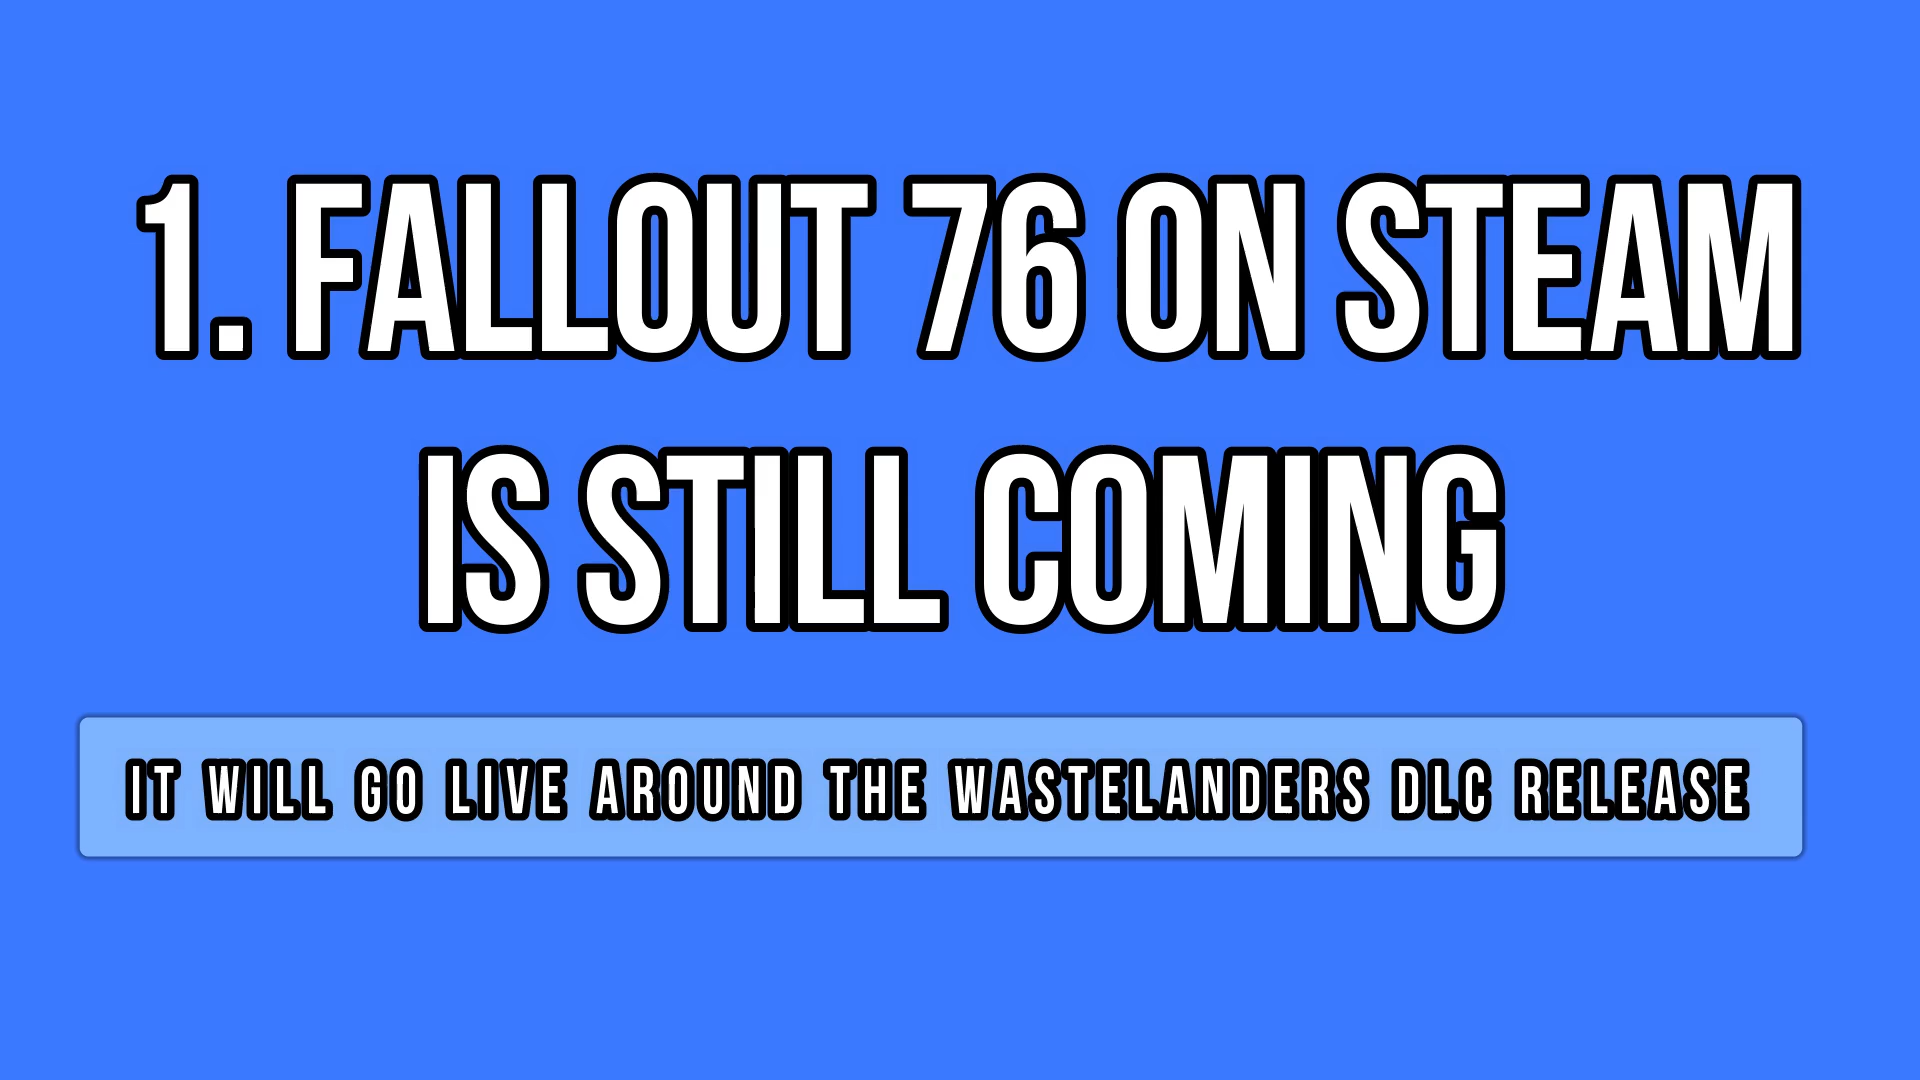 1. FALLOUT 76 ON STEAM
IS STILL COMING
IT WILL GO LIVE AROUND THE WASTELANDERS DLC RELEASE